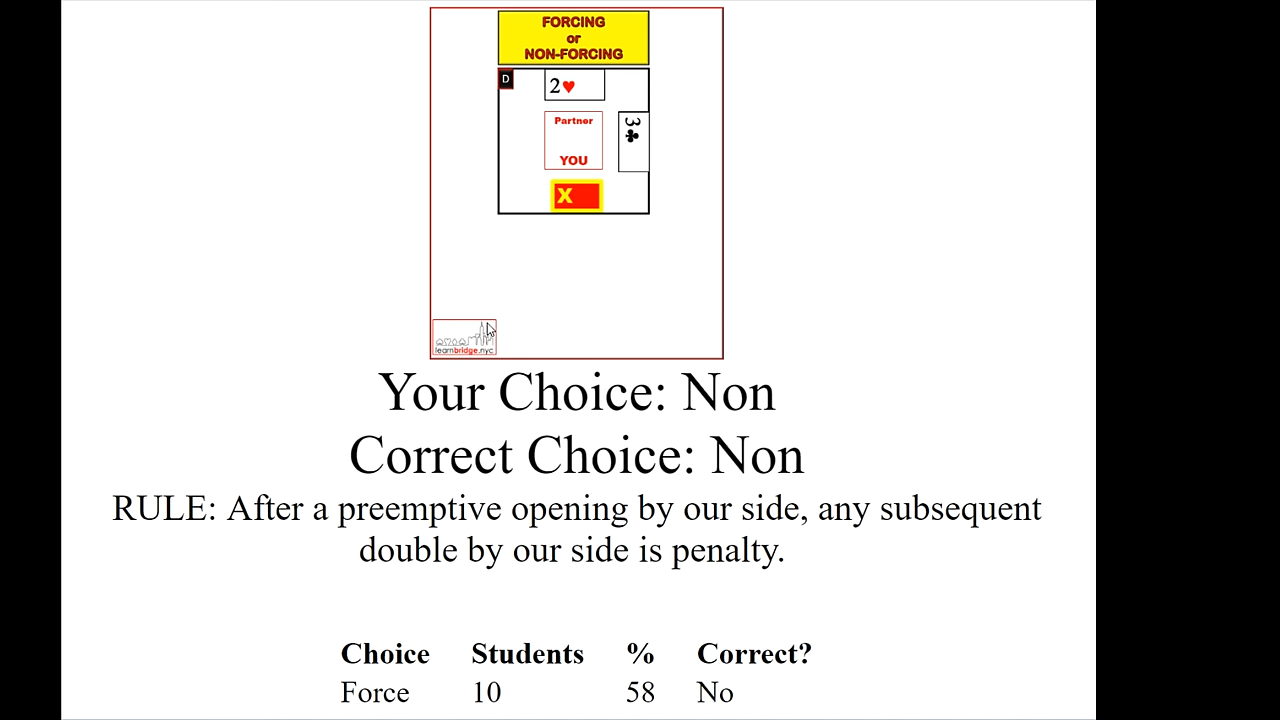 FORCING
or
NON-FORCING
D
2♥
Partner
3♣
YOU
X
learnbridge.nyc
Your Choice: Non
Correct Choice: Non
RULE: After a preemptive opening by our side, any subsequent
double by our side is penalty.
Choice Students % Correct?
Force 10 58 No